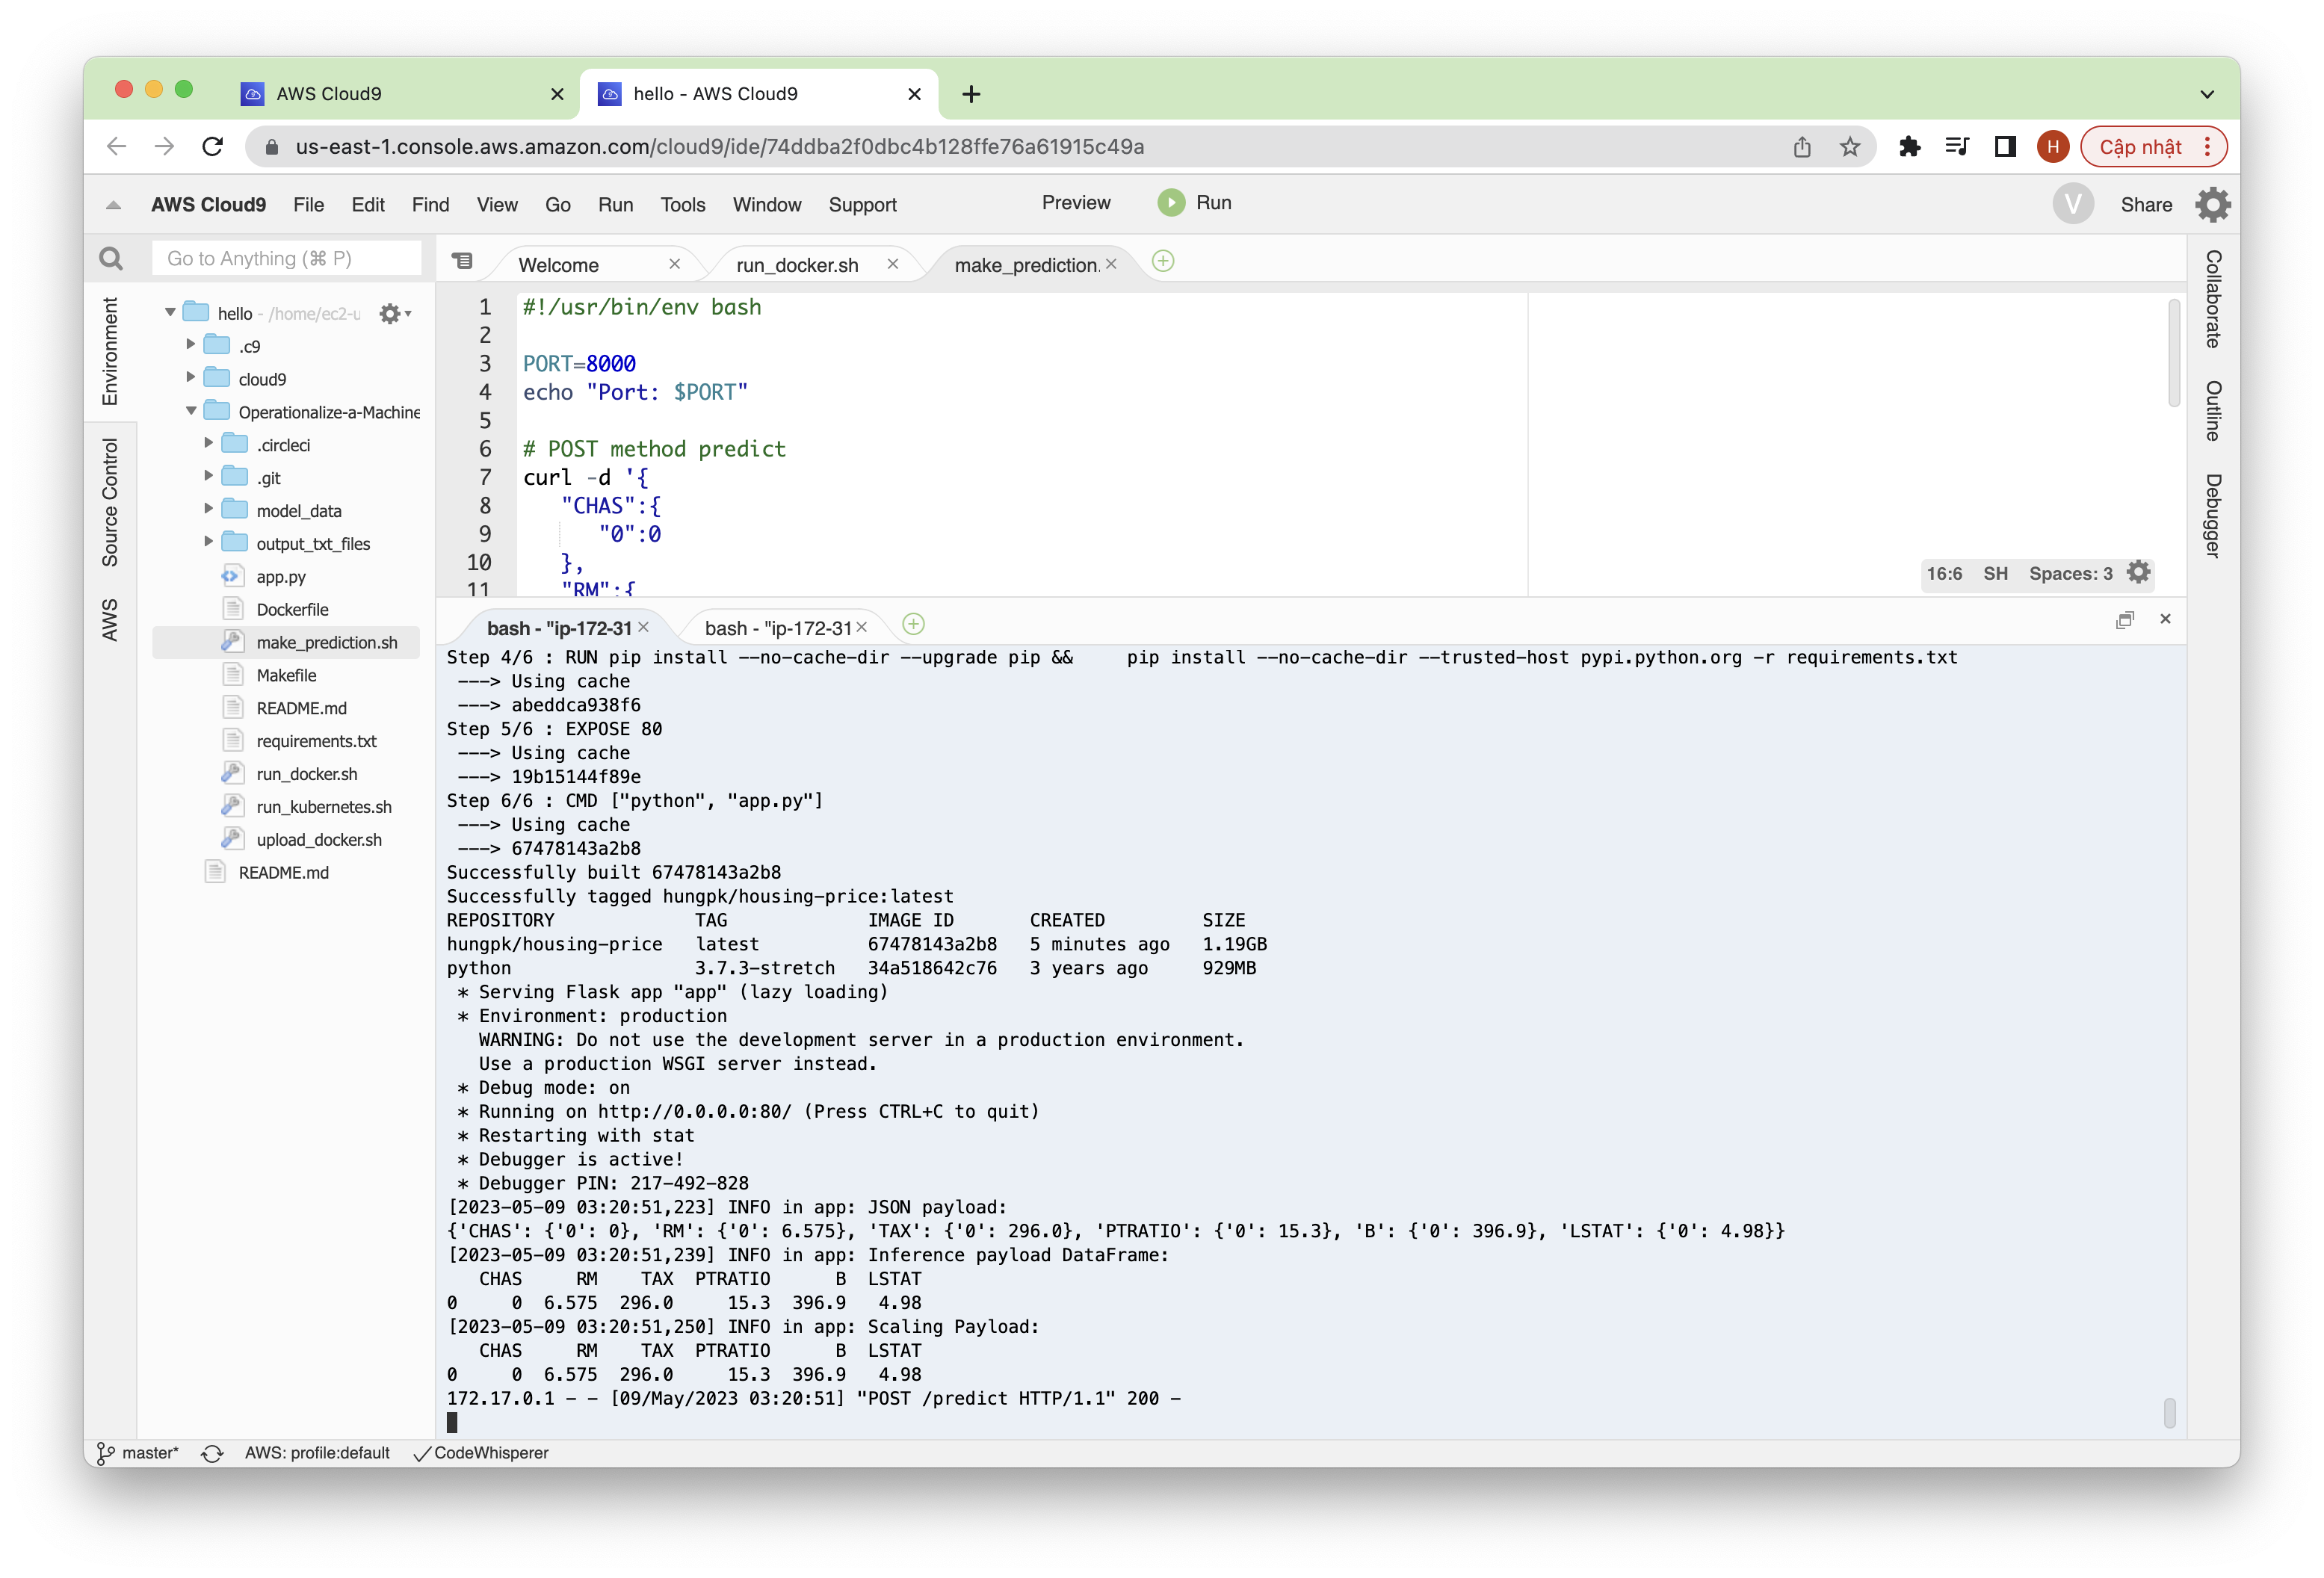 AWS Cloud9
hello - AWS Cloud9
us-east-1.console.aws.amazon.com/cloud9/ide/74ddba2f0dbc4b128ffe76a61915c49a
H
Cập nhật
AWS Cloud9 File Edit Find View Go Run Tools Window Support Preview Run
V
Share
Go to Anything (⌘ P)
Welcome
run_docker.sh
make_prediction.
Environment
Source Control
AWS
hello - /home/ec2-u
.c9
cloud9
Operationalize-a-Machine
.circleci
.git
model_data
output_txt_files
app.py
Dockerfile
make_prediction.sh
Makefile
README.md
requirements.txt
run_docker.sh
run_kubernetes.sh
upload_docker.sh
README.md
1 #!/usr/bin/env bash
2
3 PORT=8000
4 echo "Port: $PORT"
5
6 # POST method predict
7 curl -d '{
8 "CHAS":{
9 "0":0
10 },
11 "RM":{
16:6 SH Spaces: 3
Collaborate
Outline
Debugger
bash - "ip-172-31
bash - "ip-172-31
Step 4/6 : RUN pip install --no-cache-dir --upgrade pip &&     pip install --no-cache-dir --trusted-host pypi.python.org -r requirements.txt
---> Using cache
---> abeddca938f6
Step 5/6 : EXPOSE 80
---> Using cache
---> 19b15144f89e
Step 6/6 : CMD ["python", "app.py"]
---> Using cache
---> 67478143a2b8
Successfully built 67478143a2b8
Successfully tagged hungpk/housing-price:latest
REPOSITORY TAG IMAGE ID CREATED SIZE
hungpk/housing-price latest 67478143a2b8 5 minutes ago 1.19GB
python 3.7.3-stretch 34a518642c76 3 years ago 929MB
* Serving Flask app "app" (lazy loading)
* Environment: production
WARNING: Do not use the development server in a production environment.
Use a production WSGI server instead.
* Debug mode: on
* Running on http://0.0.0.0:80/ (Press CTRL+C to quit)
* Restarting with stat
* Debugger is active!
* Debugger PIN: 217-492-828
[2023-05-09 03:20:51,223] INFO in app: JSON payload:
{'CHAS': {'0': 0}, 'RM': {'0': 6.575}, 'TAX': {'0': 296.0}, 'PTRATIO': {'0': 15.3}, 'B': {'0': 396.9}, 'LSTAT': {'0': 4.98}}
[2023-05-09 03:20:51,239] INFO in app: Inference payload DataFrame:
CHAS RM TAX PTRATIO B LSTAT
0 0 6.575 296.0 15.3 396.9 4.98
[2023-05-09 03:20:51,250] INFO in app: Scaling Payload:
CHAS RM TAX PTRATIO B LSTAT
0 0 6.575 296.0 15.3 396.9 4.98
172.17.0.1 - - [09/May/2023 03:20:51] "POST /predict HTTP/1.1" 200 -
master* AWS: profile:default CodeWhisperer